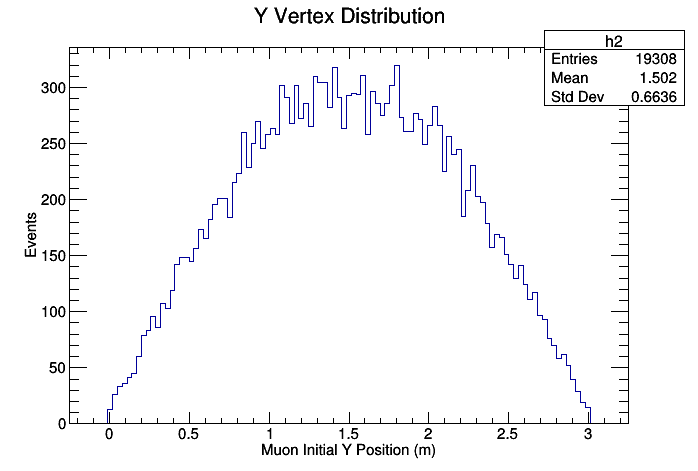 Y Vertex Distribution
h2
Entries 19308
Mean 1.502
Std Dev 0.6636
Events
300
250
200
150
100
50
0
0 0.5 1 1.5 2 2.5 3
Muon Initial Y Position (m)